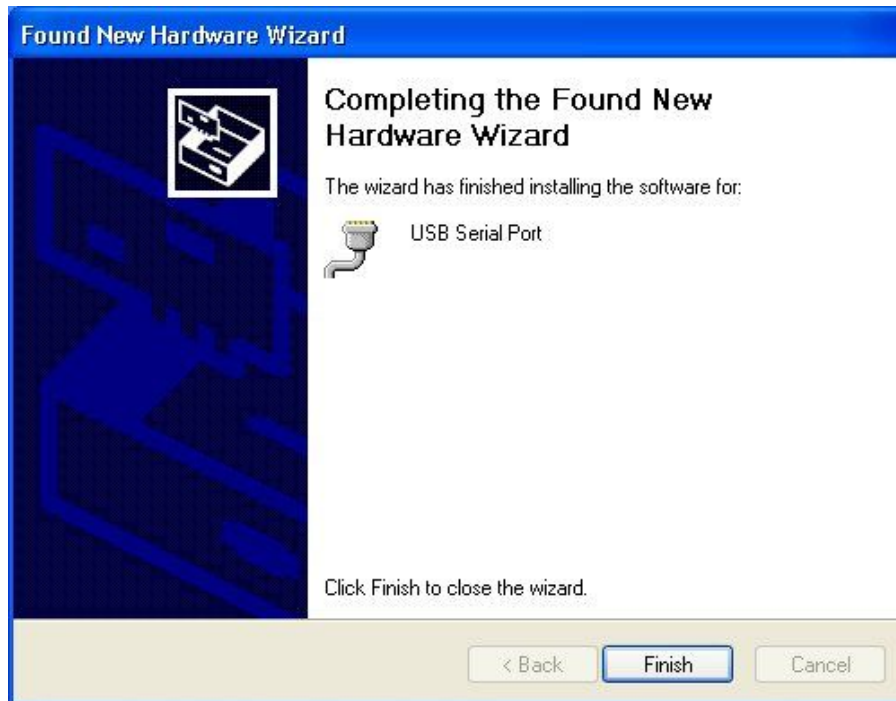 Found New Hardware Wizard
Completing the Found New
Hardware Wizard
The wizard has finished installing the software for:
USB Serial Port
Click Finish to close the wizard.
< Back
Finish
Cancel